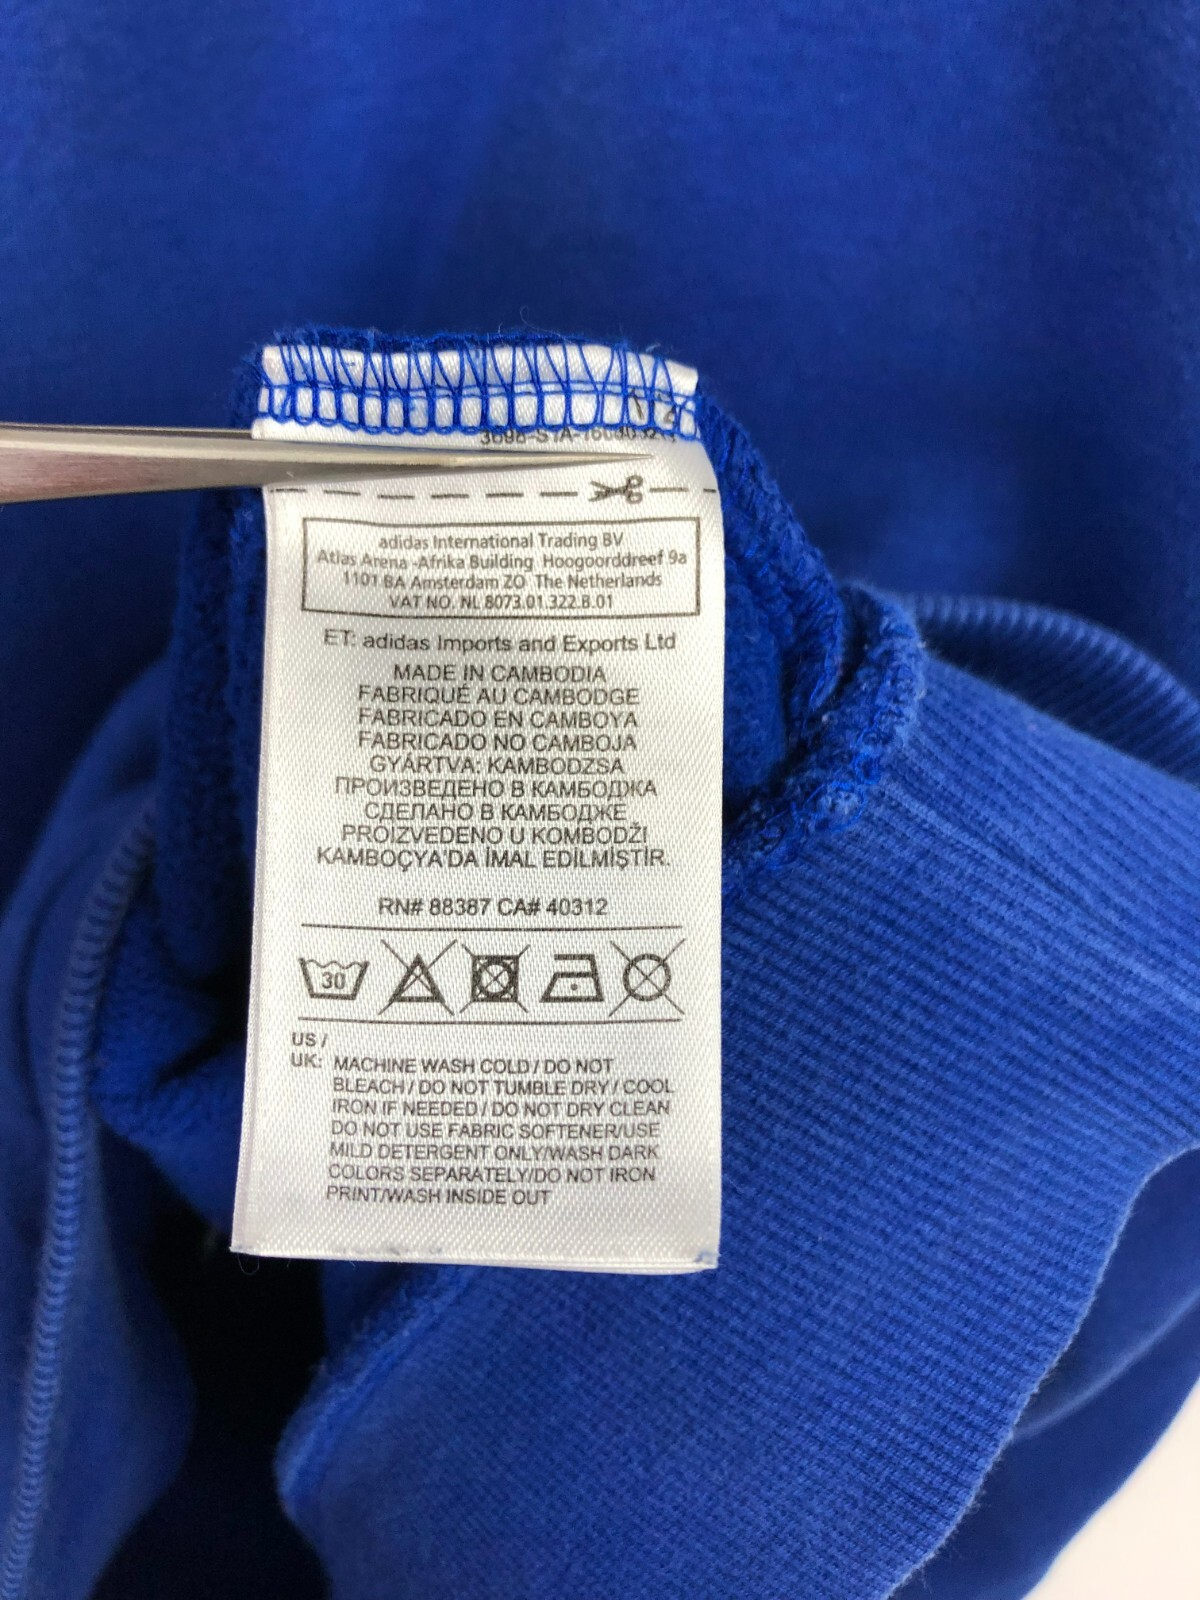 adidas International Trading BV
Atlas Arena -Afrika Building Hoogoorddreef 9a
1101 BA Amsterdam ZO The Netherlands
VAT NO. NL 8073.01.322.B.01
ET: adidas Imports and Exports Ltd
MADE IN CAMBODIA
FABRIQUÉ AU CAMBODGE
FABRICADO EN CAMBOYA
FABRICADO NO CAMBOJA
GYÁRTVA: KAMBODZSA
ПРОИЗВЕДЕНО В КАМБОДЖА
СДЕЛАНО В КАМБОДЖЕ
PROIZVEDENO U KOMBODŽI
KAMBOÇYA'DA İMAL EDİLMİŞTİR.
RN# 88387 CA# 40312
30
US /
UK: MACHINE WASH COLD / DO NOT
BLEACH / DO NOT TUMBLE DRY / COOL
IRON IF NEEDED / DO NOT DRY CLEAN
DO NOT USE FABRIC SOFTENER/USE
MILD DETERGENT ONLY/WASH DARK
COLORS SEPARATELY/DO NOT IRON
PRINT/WASH INSIDE OUT